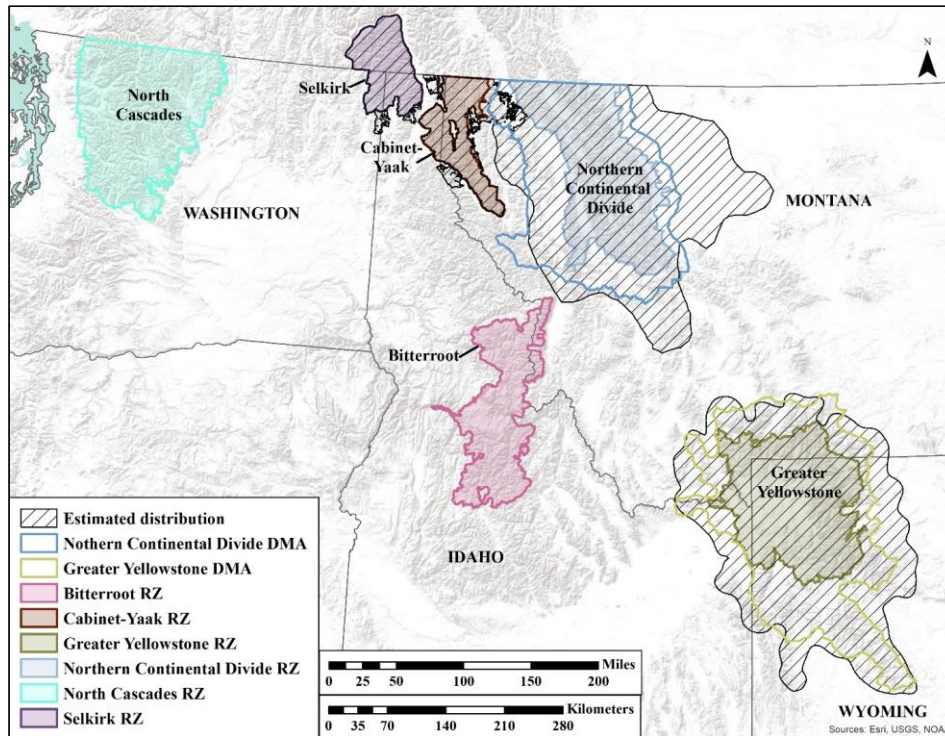 N
North
Cascades
Selkirk
Cabinet-
Yaak
Northern
Continental
Divide
MONTANA
WASHINGTON
Bitterroot
Greater
Yellowstone
IDAHO
WYOMING
Estimated distribution
Nothern Continental Divide DMA
Greater Yellowstone DMA
Bitterroot RZ
Cabinet-Yaak RZ
Greater Yellowstone RZ
Northern Continental Divide RZ
North Cascades RZ
Selkirk RZ
Miles
0 25 50 100 150 200
Kilometers
0 35 70 140 210 280
Sources: Esri, USGS, NOA